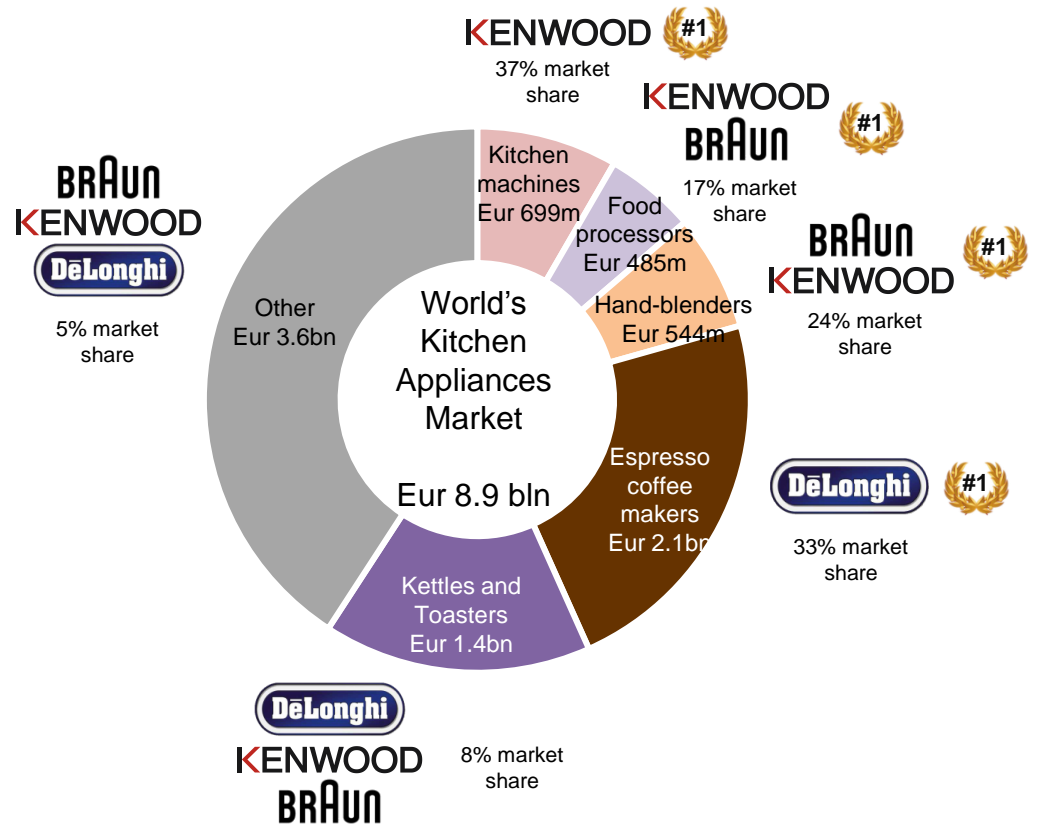 KENWOOD #1
37% market
share
KENWOOD
BRAUN
#1
17% market
share
BRAUN
KENWOOD
#1
24% market
share
DēLonghi #1
33% market
share
DēLonghi
KENWOOD
BRAUN
8% market
share
BRAUN
KENWOOD
DēLonghi
5% market
share
Kitchen
machines
Eur 699m
Food
processors
Eur 485m
Hand-blenders
Eur 544m
Espresso
coffee
makers
Eur 2.1bn
Kettles and
Toasters
Eur 1.4bn
Other
Eur 3.6bn
World's
Kitchen
Appliances
Market
Eur 8.9 bln